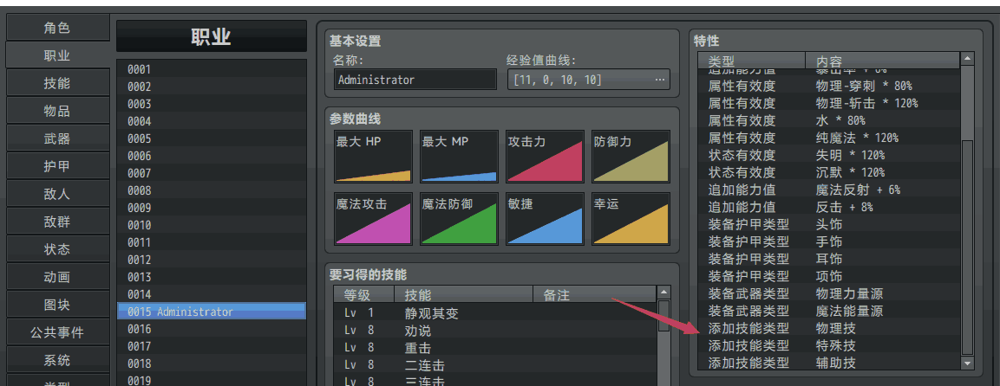 角色
职业
技能
物品
武器
护甲
敌人
敌群
状态
动画
图块
公共事件
系统
职业
0001
0002
0003
0004
0005
0006
0007
0008
0009
0010
0011
0012
0013
0014
0015 Administrator
0016
0017
0018
0019
基本设置
名称:
经验值曲线:
Administrator
[11, 0, 10, 10] ...
参数曲线
最大 HP
最大 MP
攻击力
防御力
魔法攻击
魔法防御
敏捷
幸运
要习得的技能
等级 技能 备注
Lv 1 静观其变
Lv 8 劝说
Lv 8 重击
Lv 8 二连击
Lv 8 三连击
特性
类型 内容
追加能力值 暴击率 + 6%
属性有效度 物理-穿刺 * 80%
属性有效度 物理-斩击 * 120%
属性有效度 水 * 80%
属性有效度 纯魔法 * 120%
状态有效度 失明 * 120%
状态有效度 沉默 * 120%
追加能力值 魔法反射 + 6%
追加能力值 反击 + 8%
装备护甲类型 头饰
装备护甲类型 手饰
装备护甲类型 耳饰
装备护甲类型 项饰
装备武器类型 物理力量源
装备武器类型 魔法能量源
添加技能类型 物理技
添加技能类型 特殊技
添加技能类型 辅助技